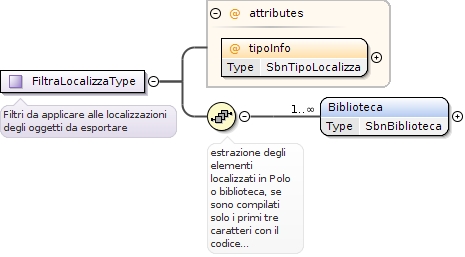 attributes
@ tipoInfo
Type SbnTipoLocalizza
FiltraLocalizzaType
Filtri da applicare alle localizzazioni
degli oggetti da esportare
1..∞
Biblioteca
Type SbnBiblioteca
estrazione degli
elementi
localizzati in Polo
o biblioteca, se
sono compilati
solo i primi tre
caratteri con il
codice...